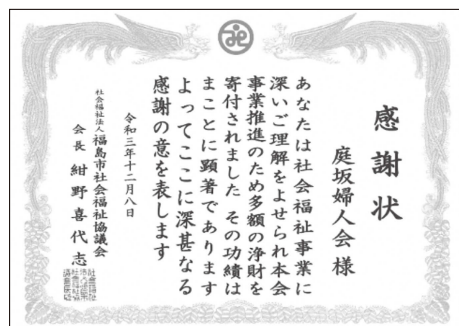 感謝状
庭坂婦人会様
あなたは社会福祉事業に
深いご理解をよせられ本会
事業推進のため多額の浄財を
寄付されました その功績は
まことに顕著であります
よってここに深甚なる
感謝の意を表します
令和三年十二月八日
社会福祉法人 福島市社会福祉協議会
会長 紺野喜代志